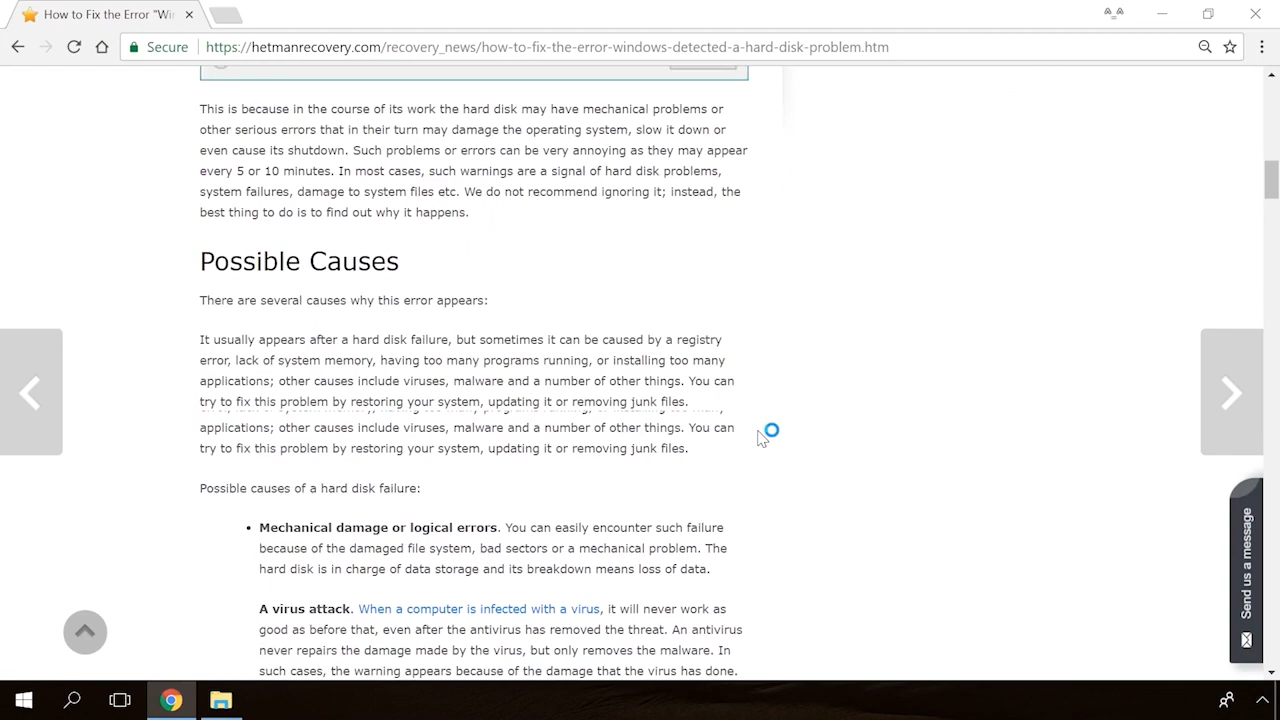 How to Fix the Error "Wir
Secure
https://hetmanrecovery.com/recovery_news/how-to-fix-the-error-windows-detected-a-hard-disk-problem.htm
This is because in the course of its work the hard disk may have mechanical problems or
other serious errors that in their turn may damage the operating system, slow it down or
even cause its shutdown. Such problems or errors can be very annoying as they may appear
every 5 or 10 minutes. In most cases, such warnings are a signal of hard disk problems,
system failures, damage to system files etc. We do not recommend ignoring it; instead, the
best thing to do is to find out why it happens.
Possible Causes
There are several causes why this error appears:
It usually appears after a hard disk failure, but sometimes it can be caused by a registry
error, lack of system memory, having too many programs running, or installing too many
applications; other causes include viruses, malware and a number of other things. You can
try to fix this problem by restoring your system, updating it or removing junk files.
applications; other causes include viruses, malware and a number of other things. You can
try to fix this problem by restoring your system, updating it or removing junk files.
Possible causes of a hard disk failure:
• Mechanical damage or logical errors. You can easily encounter such failure
because of the damaged file system, bad sectors or a mechanical problem. The
hard disk is in charge of data storage and its breakdown means loss of data.
A virus attack. When a computer is infected with a virus, it will never work as
good as before that, even after the antivirus has removed the threat. An antivirus
never repairs the damage made by the virus, but only removes the malware. In
such cases, the warning appears because of the damage that the virus has done.
Send us a message